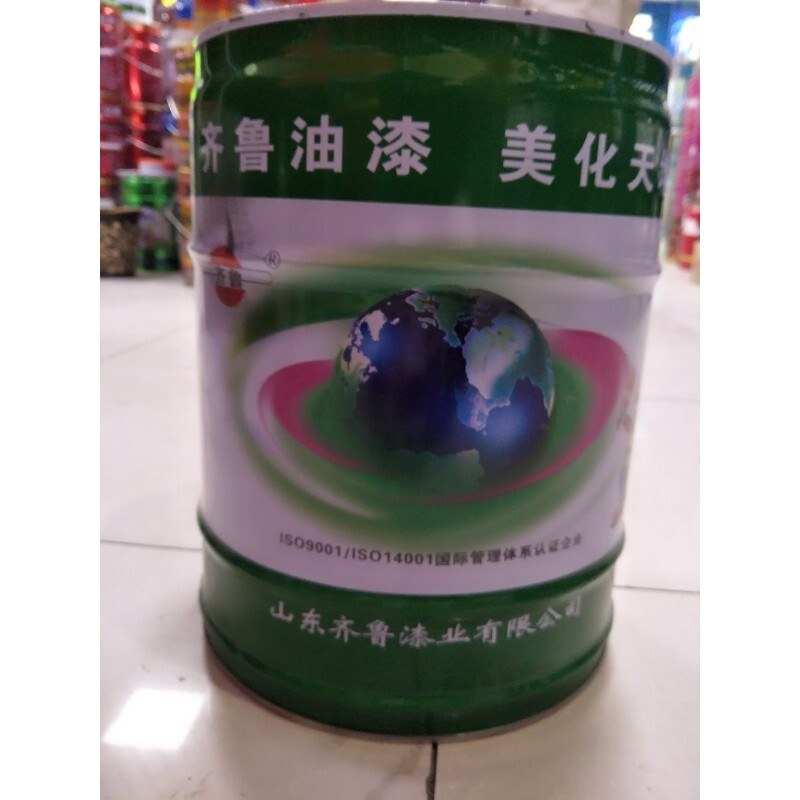 齐鲁油漆 美化天
齐鲁®
ISO9001/ISO14001国际管理体系认证企业
山东齐鲁漆业有限公司